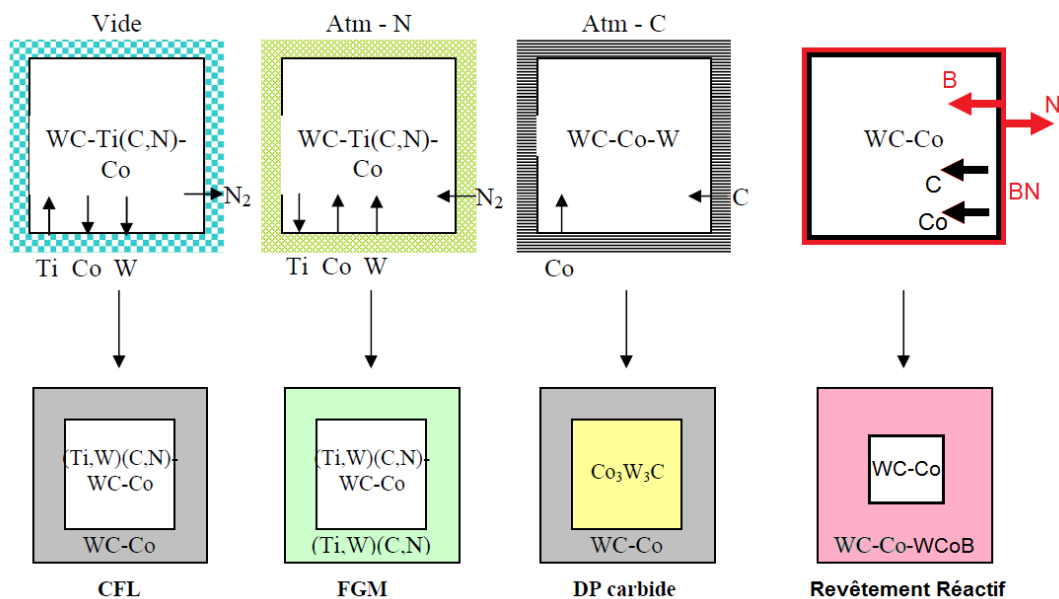 Vide
Atm - N
Atm - C
WC-Ti(C,N)-
Co
N₂
Ti Co W
WC-Ti(C,N)-
Co
N₂
Ti Co W
WC-Co-W
C
Co
B
N
WC-Co
C
Co
BN
(Ti,W)(C,N)-
WC-Co
WC-Co
CFL
(Ti,W)(C,N)-
WC-Co
(Ti,W)(C,N)
FGM
Co₃W₃C
WC-Co
DP carbide
WC-Co
WC-Co-WCoB
Revêtement Réactif